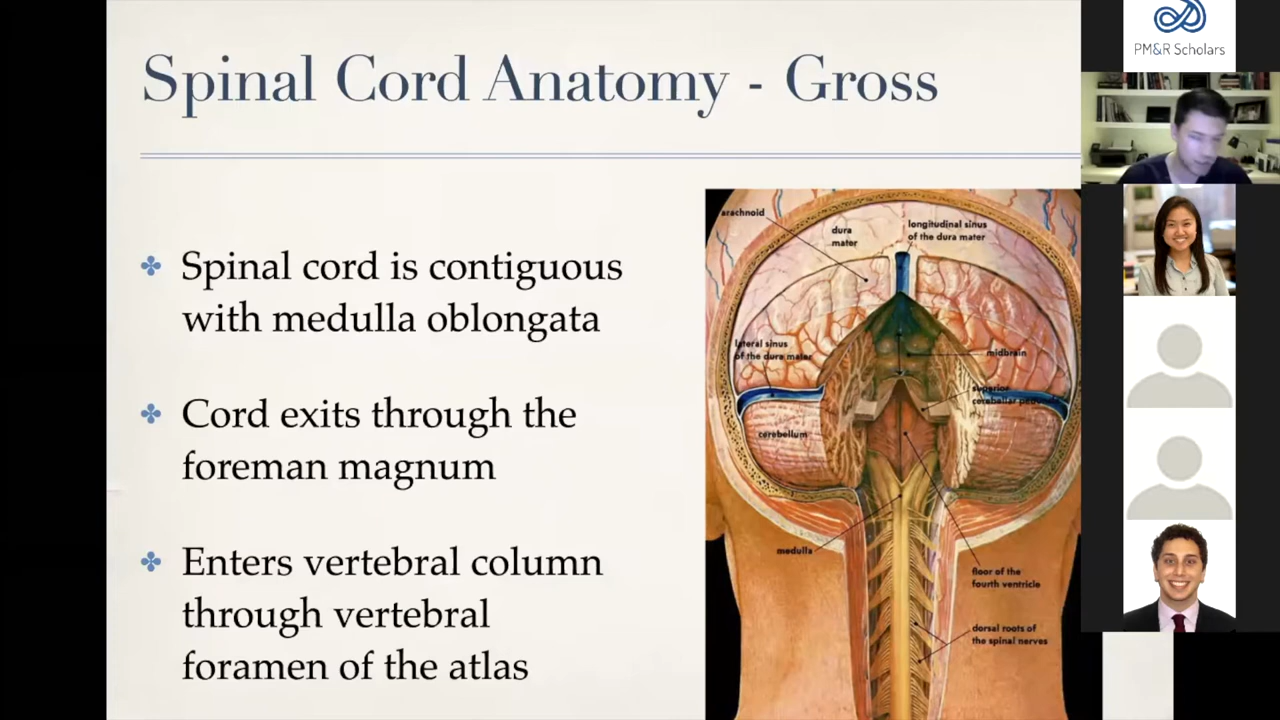 Spinal Cord Anatomy - Gross
Spinal cord is contiguous
with medulla oblongata
Cord exits through the
foreman magnum
Enters vertebral column
through vertebral
foramen of the atlas
arachnoid
dura
mater
longitudinal sinus
of the dura mater
lateral sinus
of the dura mater
midbrain
superior
cerebellar
cerebellum
medulla
floor of the
fourth ventricle
dorsal roots of
the spinal nerves
PM&R Scholars